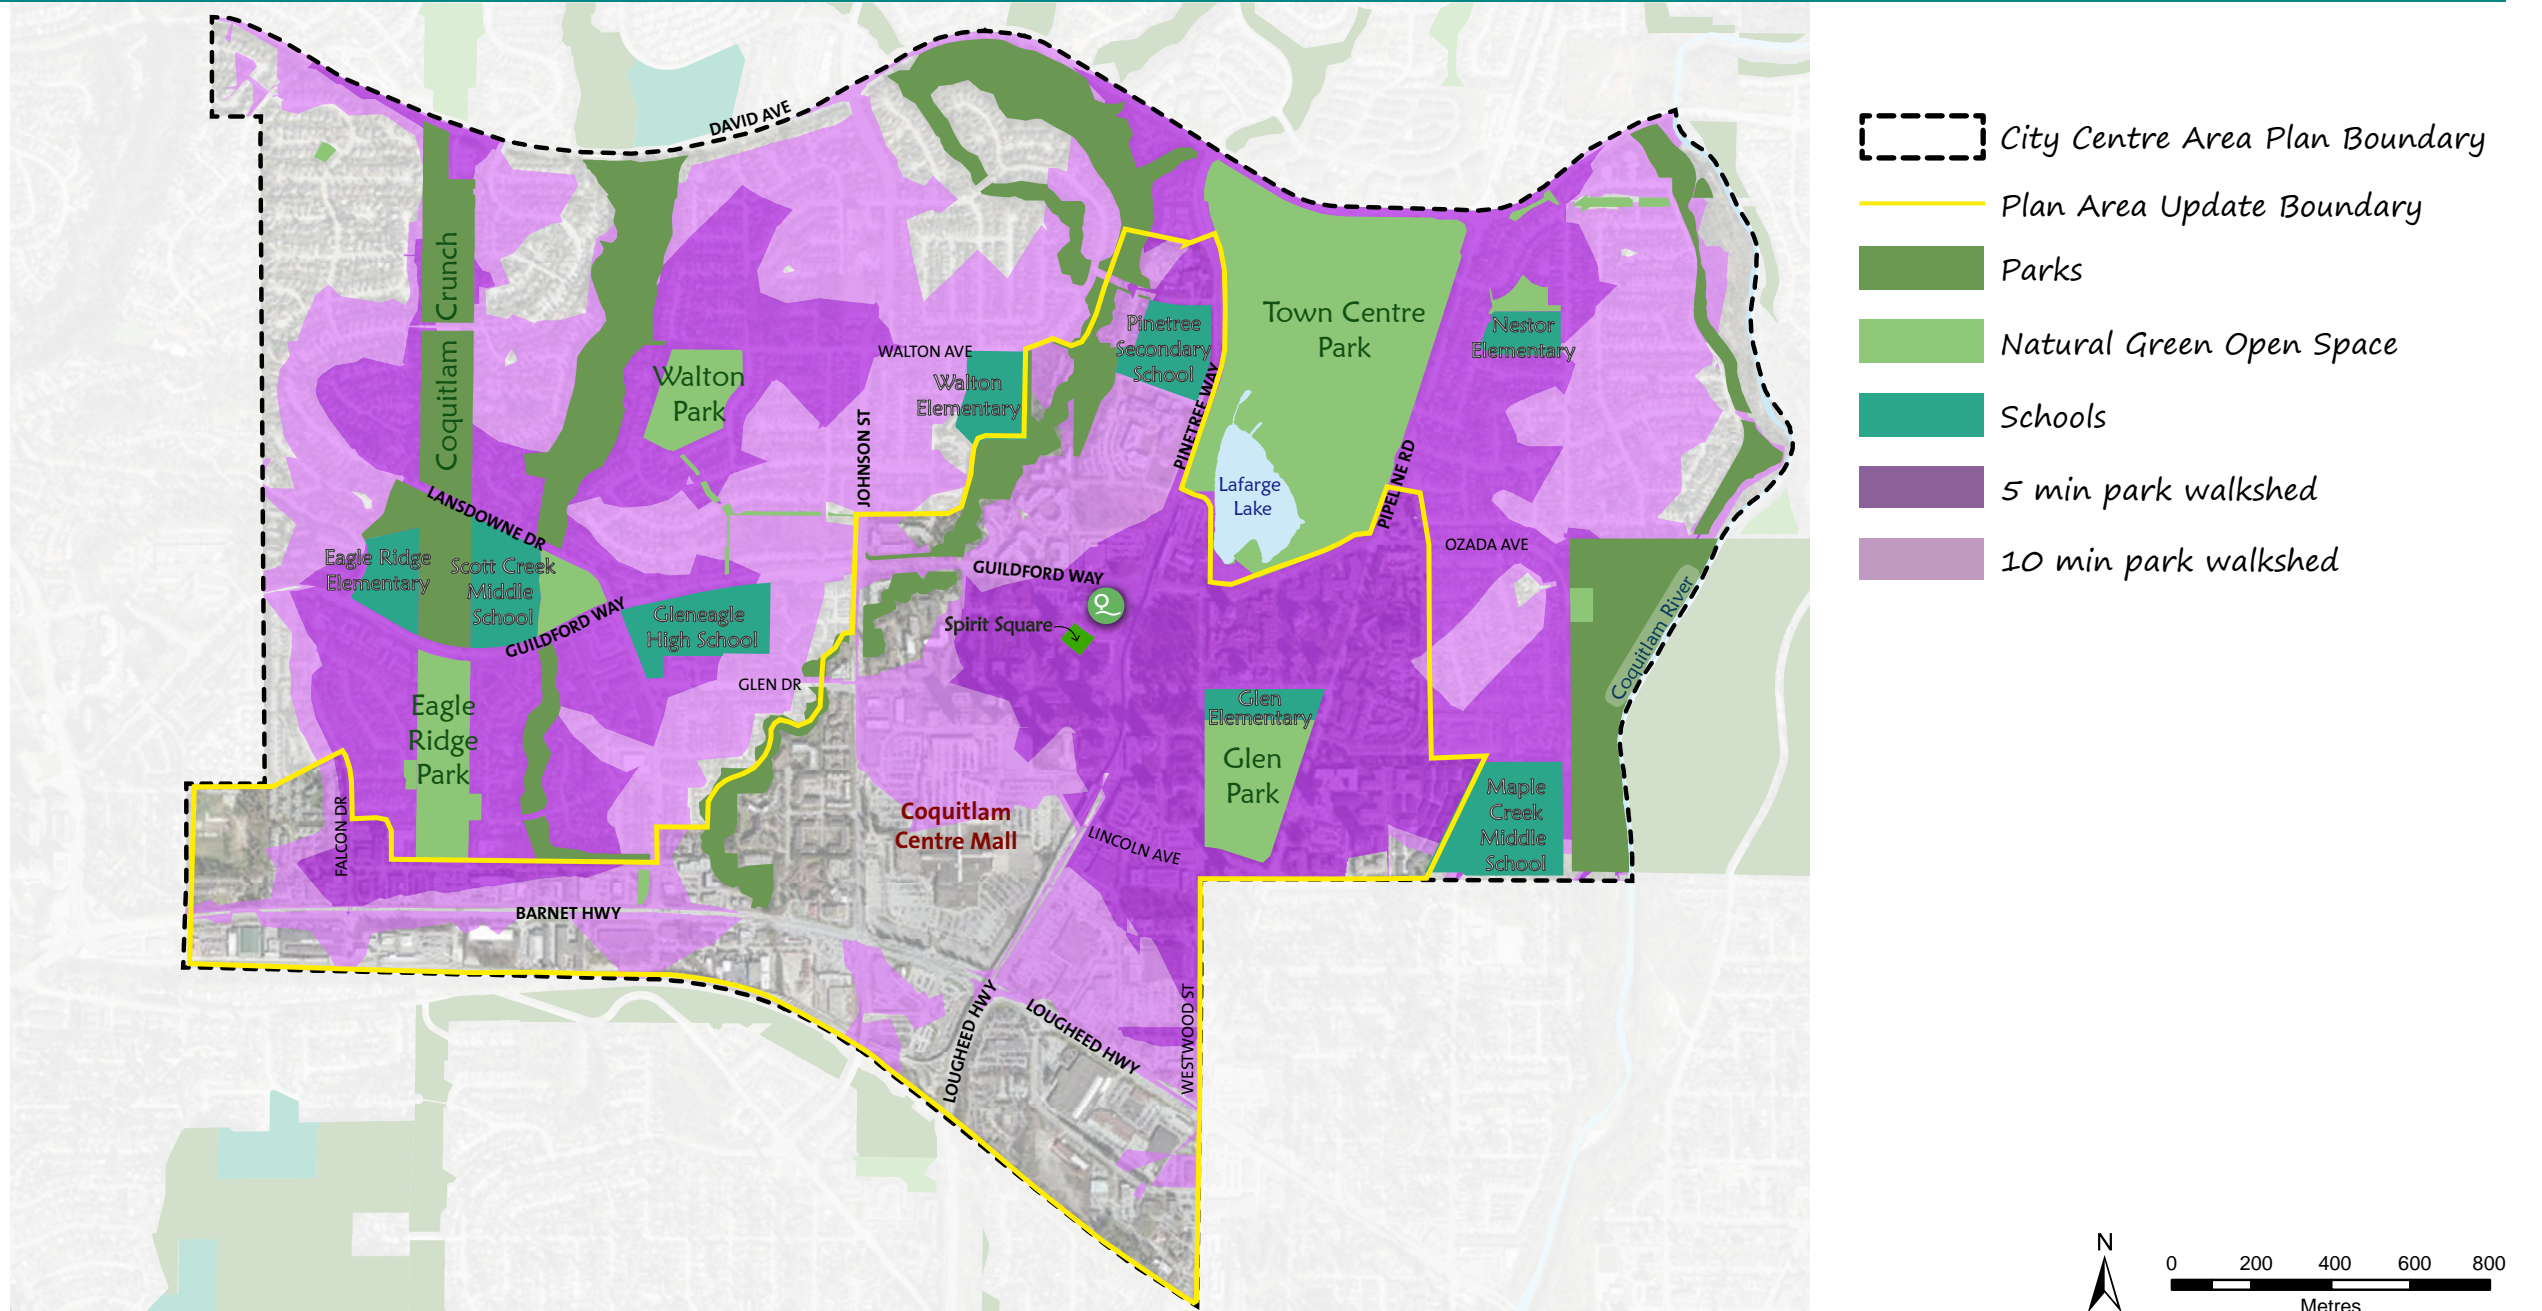 DAVID AVE
Coquitlam Crunch
Town Centre
Park
Pinetree
Secondary
School
Nestor
Elementary
WALTON AVE
Walton
Park
Walton
Elementary
JOHNSON ST
PINETREE WAY
PIPELINE RD
Lafarge
Lake
LANSDOWNE DR
OZADA AVE
Eagle Ridge
Elementary
Scott Creek
Middle
School
GUILDFORD WAY
GUILDFORD WAY
Gleneagle
High School
Spirit Square
Coquitlam River
GLEN DR
Eagle
Ridge
Park
Glen
Elementary
Glen
Park
Maple
Creek
Middle
School
Coquitlam
Centre Mall
FALCON DR
LINCOLN AVE
BARNET HWY
LOUGHEED HWY
LOUGHEED HWY
WESTWOOD ST
City Centre Area Plan Boundary
Plan Area Update Boundary
Parks
Natural Green Open Space
Schools
5 min park walkshed
10 min park walkshed
N
0 200 400 600 800
Metres